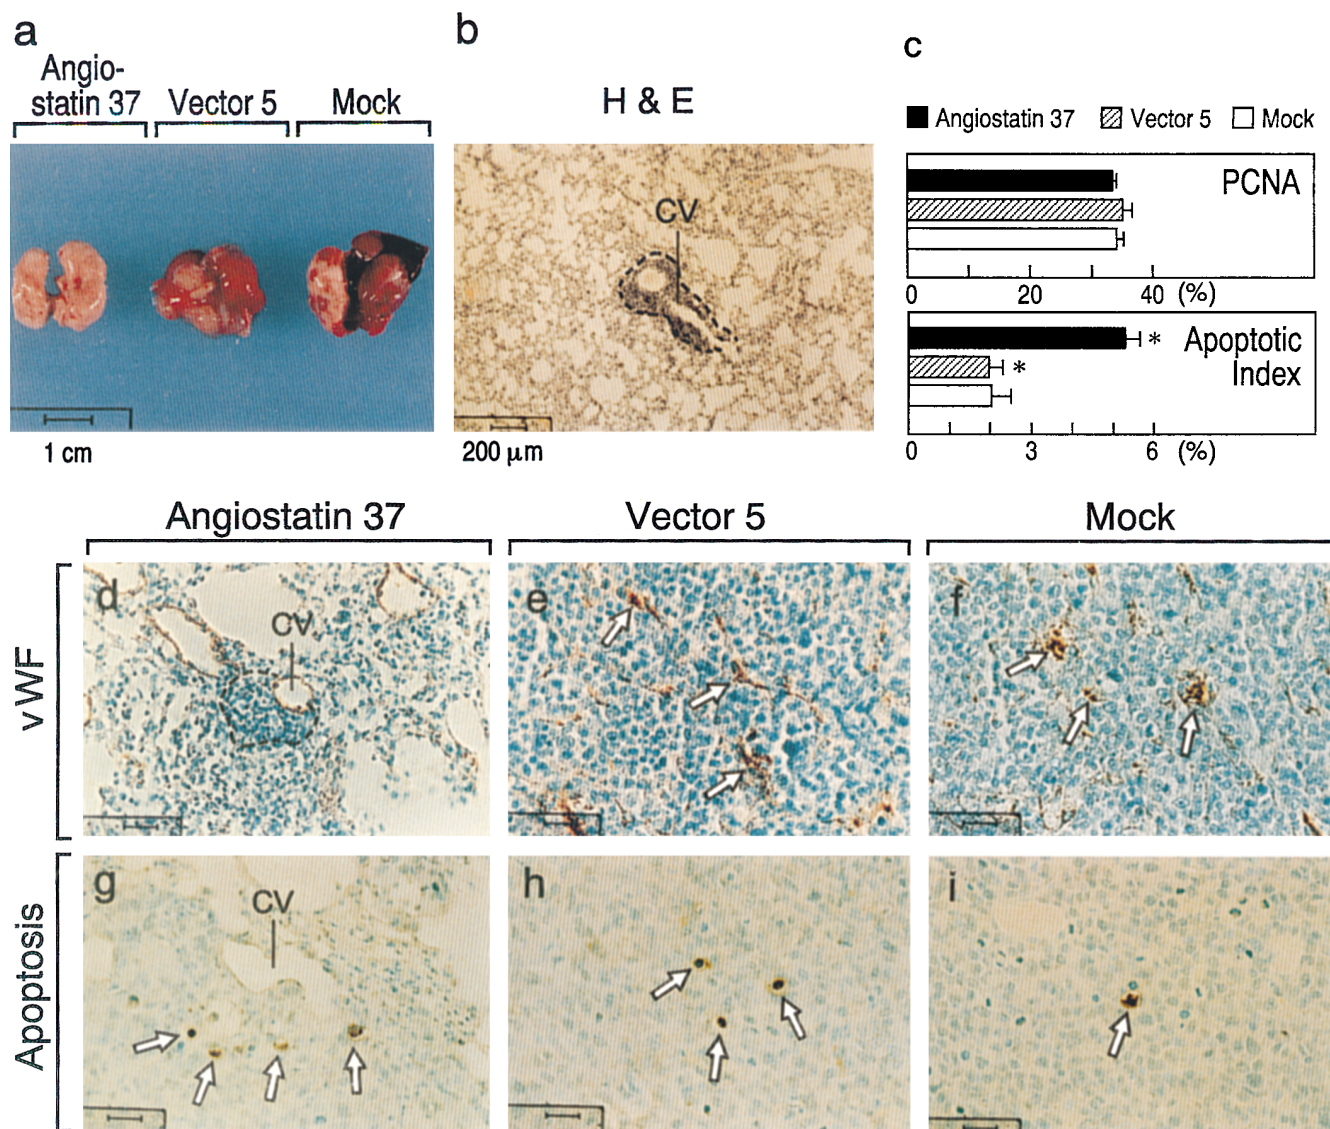 a
Angio-
statin 37
Vector 5
Mock
1 cm
b
H & E
CV
200 μm
c
Angiostatin 37
Vector 5
Mock
PCNA
0
20
40
(%)
*
*
Apoptotic
Index
0
3
6
(%)
Angiostatin 37
Vector 5
Mock
vWF
d
CV
e
f
Apoptosis
g
CV
h
i